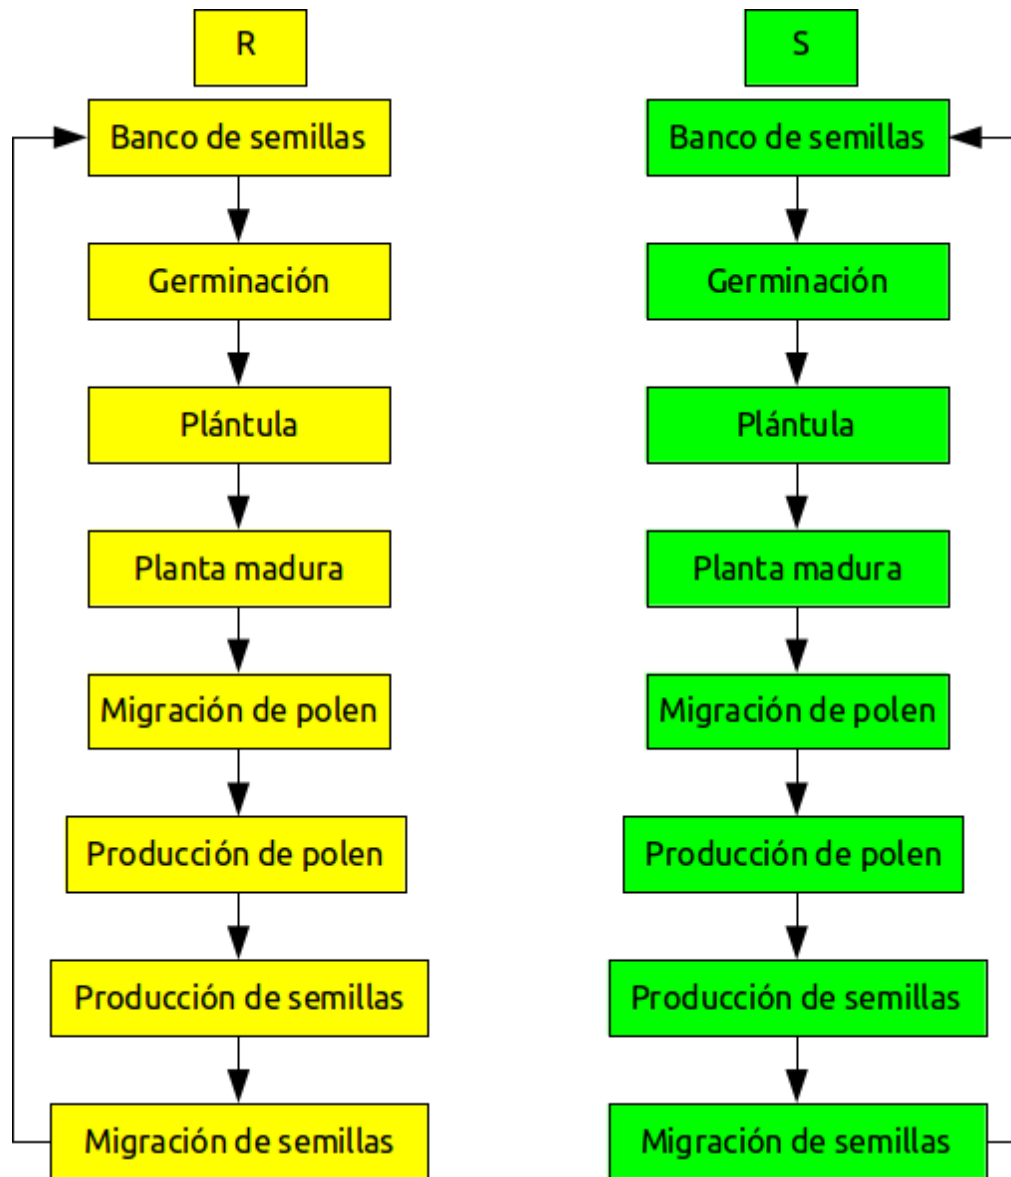 R
Banco de semillas
Germinación
Plántula
Planta madura
Migración de polen
Producción de polen
Producción de semillas
Migración de semillas
S
Banco de semillas
Germinación
Plántula
Planta madura
Migración de polen
Producción de polen
Producción de semillas
Migración de semillas